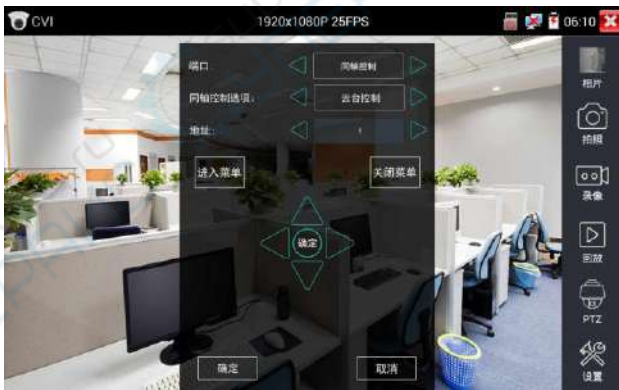 CVI 1920x1080P 25FPS 06:10
端口: 同轴控制
同轴控制选项: 云台控制
地址: 1
进入菜单 关闭菜单
确定
确定 取消
相片
拍照
录像
回放
PTZ
设置